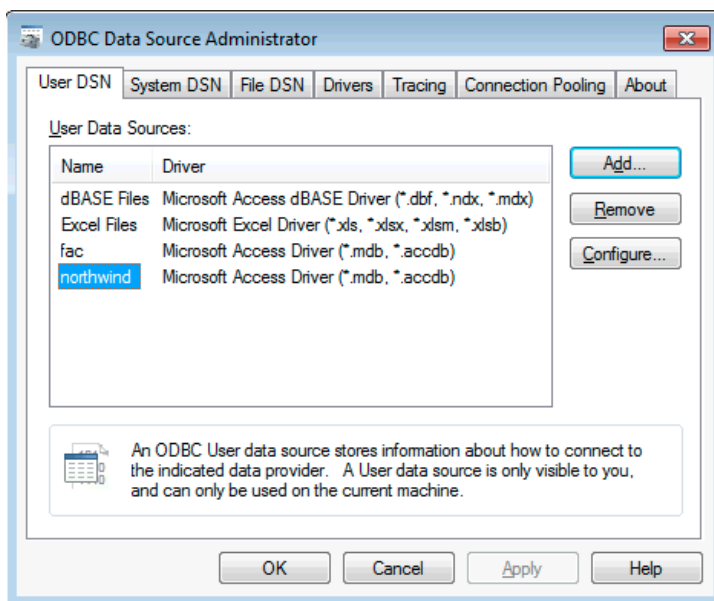 ODBC Data Source Administrator
User DSN System DSN File DSN Drivers Tracing Connection Pooling About
User Data Sources:
Name Driver
dBASE Files Microsoft Access dBASE Driver (*.dbf, *.ndx, *.mdx)
Excel Files Microsoft Excel Driver (*.xls, *.xlsx, *.xlsm, *.xlsb)
fac Microsoft Access Driver (*.mdb, *.accdb)
northwind Microsoft Access Driver (*.mdb, *.accdb)
Add...
Remove
Configure...
An ODBC User data source stores information about how to connect to
the indicated data provider. A User data source is only visible to you,
and can only be used on the current machine.
OK Cancel Apply Help